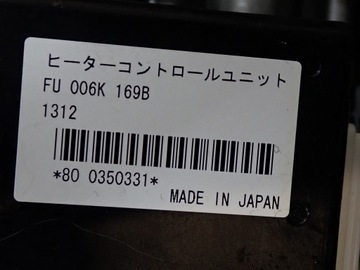 ヒーターコントロールユニット
FU 006K 169B
1312
*80 0350331*
MADE IN JAPAN